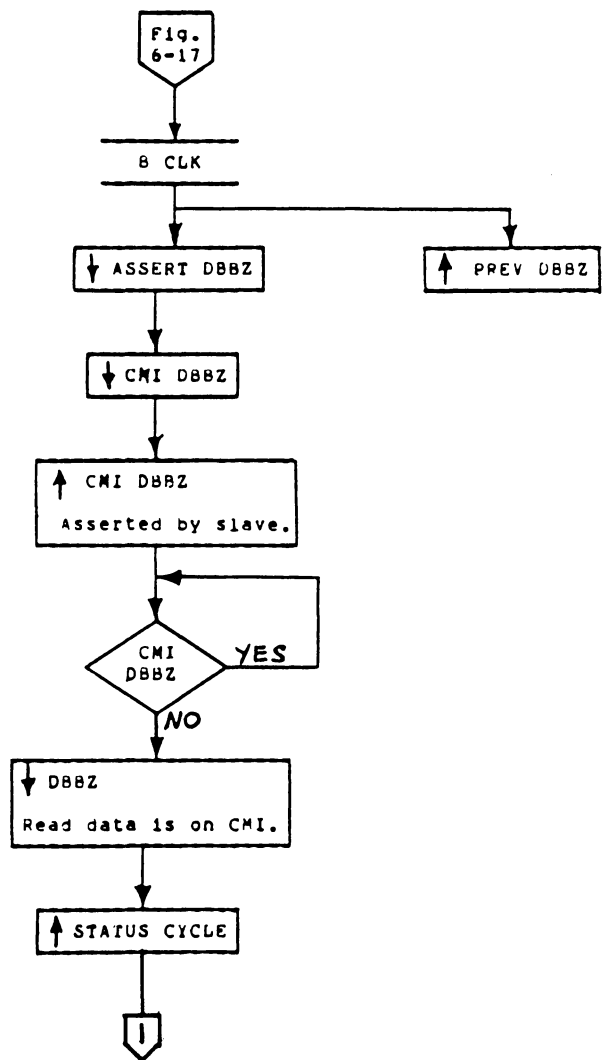 Fig.
6-17
B CLK
↓ ASSERT DBBZ
↑ PREV DBBZ
↓ CMI DBBZ
↑ CMI DBBZ
Asserted by slave.
CMI
DBBZ
YES
NO
↓ DBBZ
Read data is on CMI.
↑ STATUS CYCLE
1